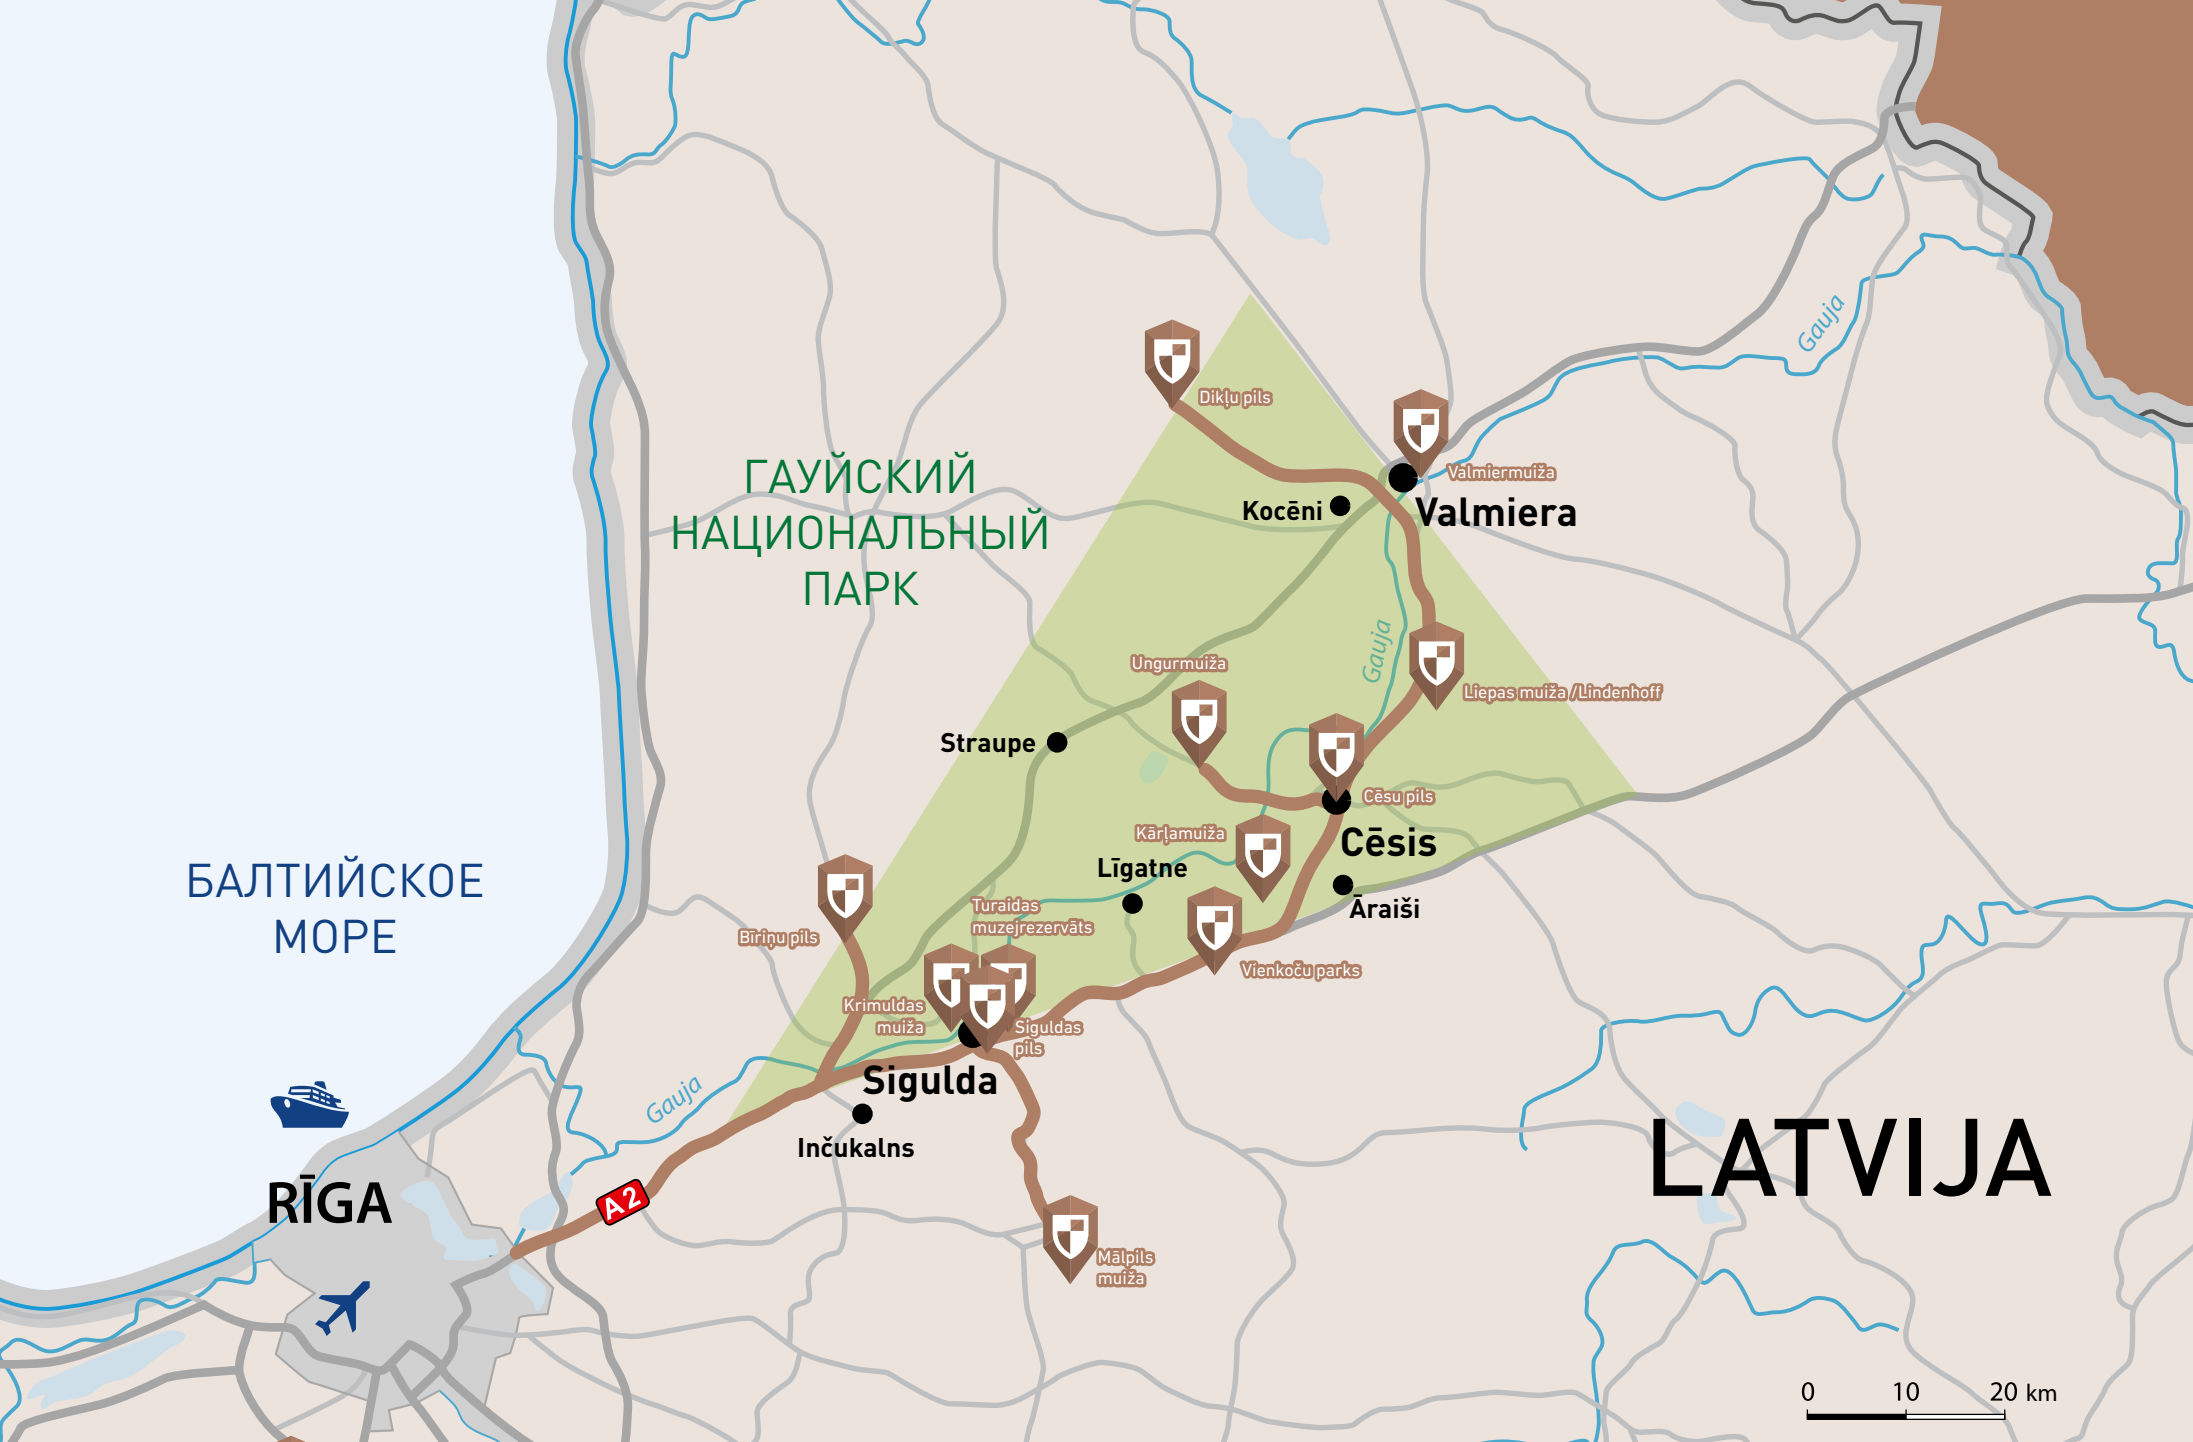 Gauja
Dikļu pils
Valmiermuiža
ГАУЙСКИЙ
НАЦИОНАЛЬНЫЙ
ПАРК
Kocēni
Valmiera
Gauja
Ungurmuiža
Liepas muiža /Lindenhoff
Straupe
Cēsu pils
Kārļamuiža
Cēsis
Līgatne
БАЛТИЙСКОЕ
МОРЕ
Āraiši
Turaidas
muzejrezervāts
Bīriņu pils
Vienkoču parks
Krimuldas
muiža
Siguldas
pils
Sigulda
Gauja
Inčukalns
LATVIJA
RĪGA
A2
Mālpils
muiža
0 10 20 km